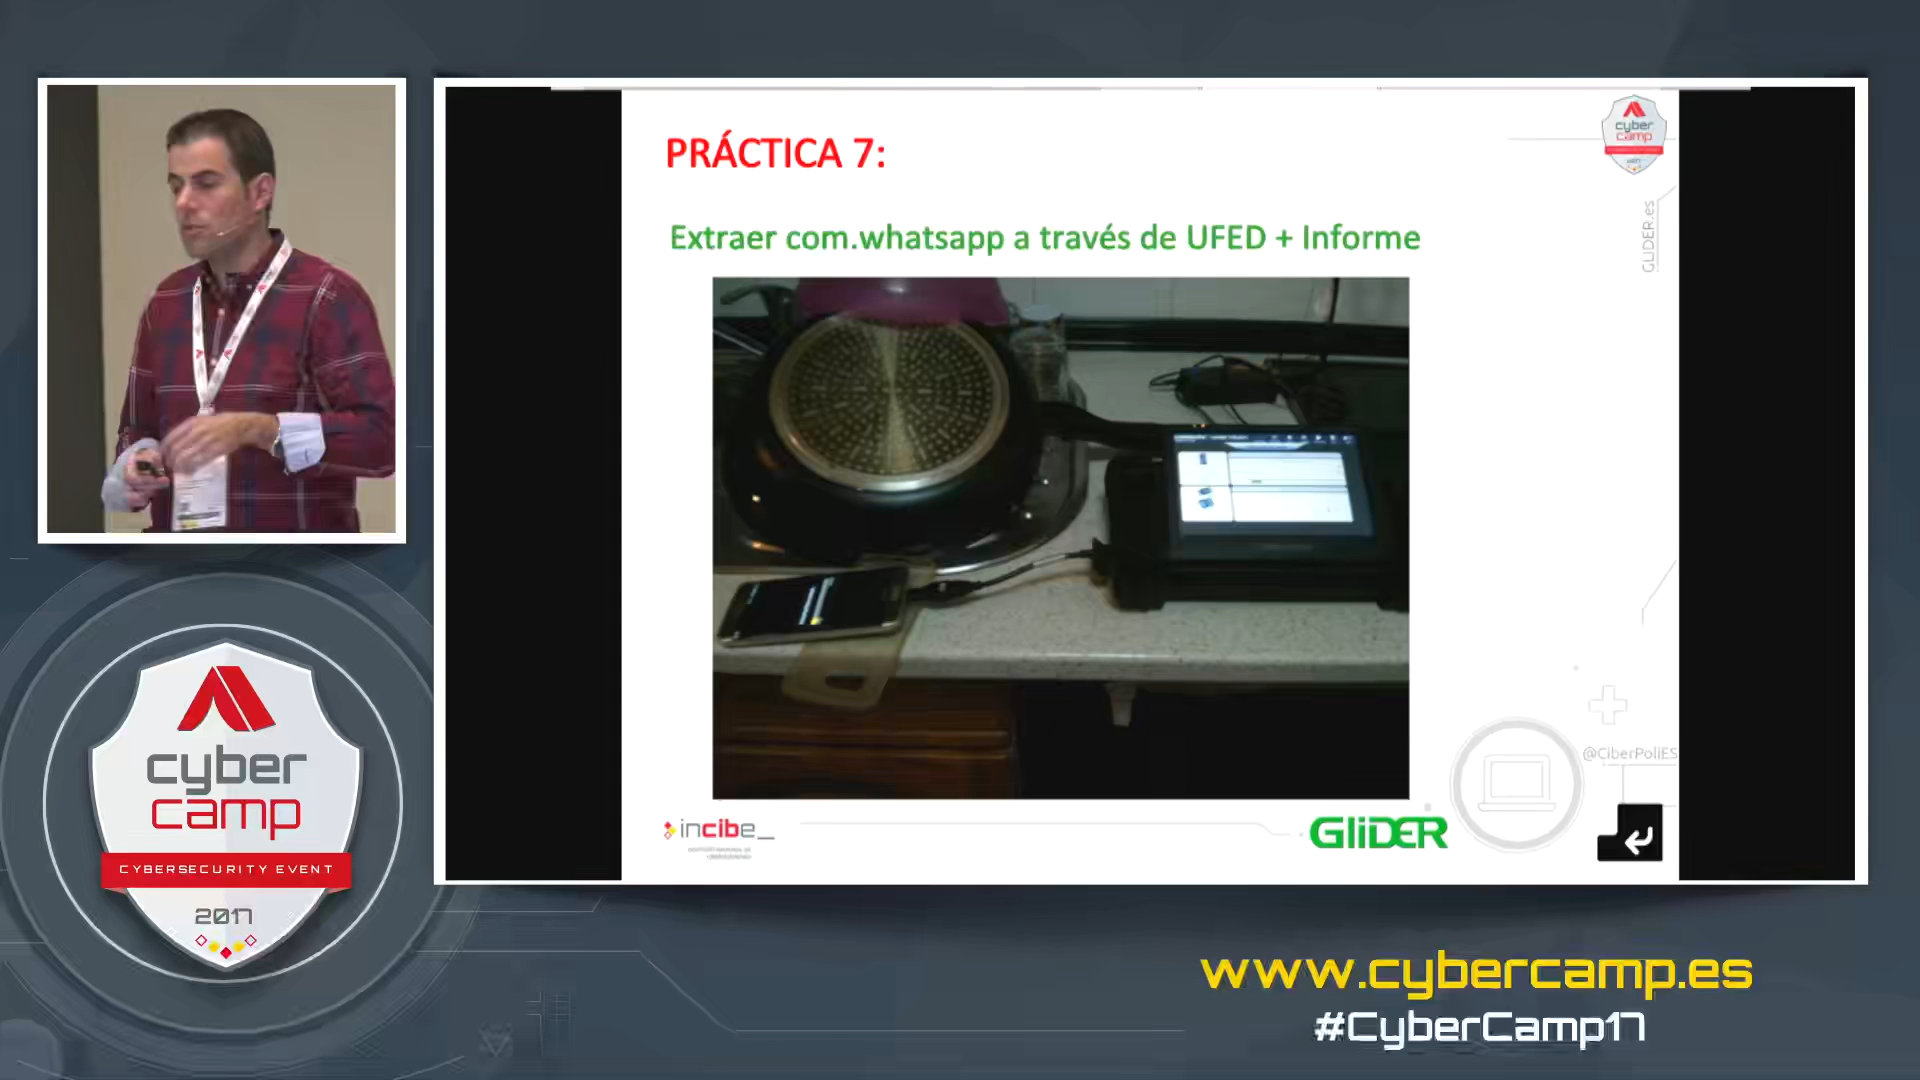 PRÁCTICA 7:
Extraer com.whatsapp a través de UFED + Informe
cyber
camp
GLIDER.es
@CiberPoliES
incibe_
GLIDER
cyber
camp
CYBERSECURITY EVENT
2017
www.cybercamp.es
#CyberCamp17